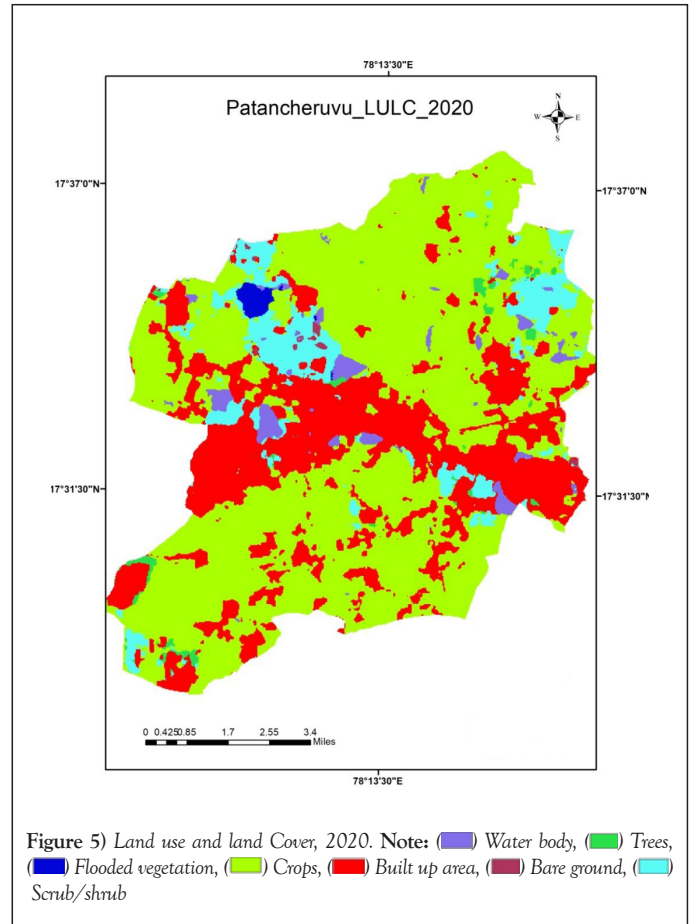 78°13'30"E
Patancheruvu_LULC_2020
N
W E
S
17°37'0"N 17°37'0"N
17°31'30"N 17°31'30"N
0 0.4250.85 1.7 2.55 3.4
Miles
78°13'30"E
Figure 5) Land use and land Cover, 2020. Note: ( ) Water body, ( ) Trees,
( ) Flooded vegetation, ( ) Crops, ( ) Built up area, ( ) Bare ground, ( )
Scrub/shrub